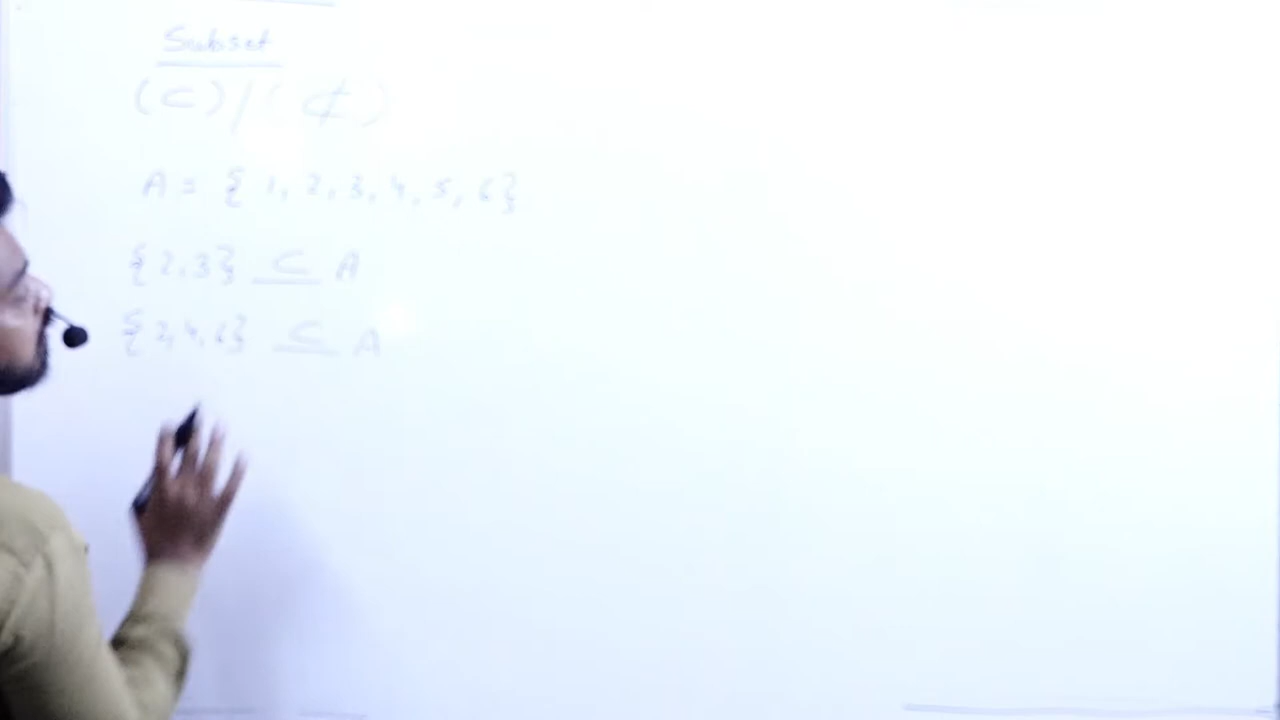 Subset
(⊂) / (⊄)
A = {1, 2, 3, 4, 5, 6}
{2,3} ⊂ A
{2,4,6} ⊂ A